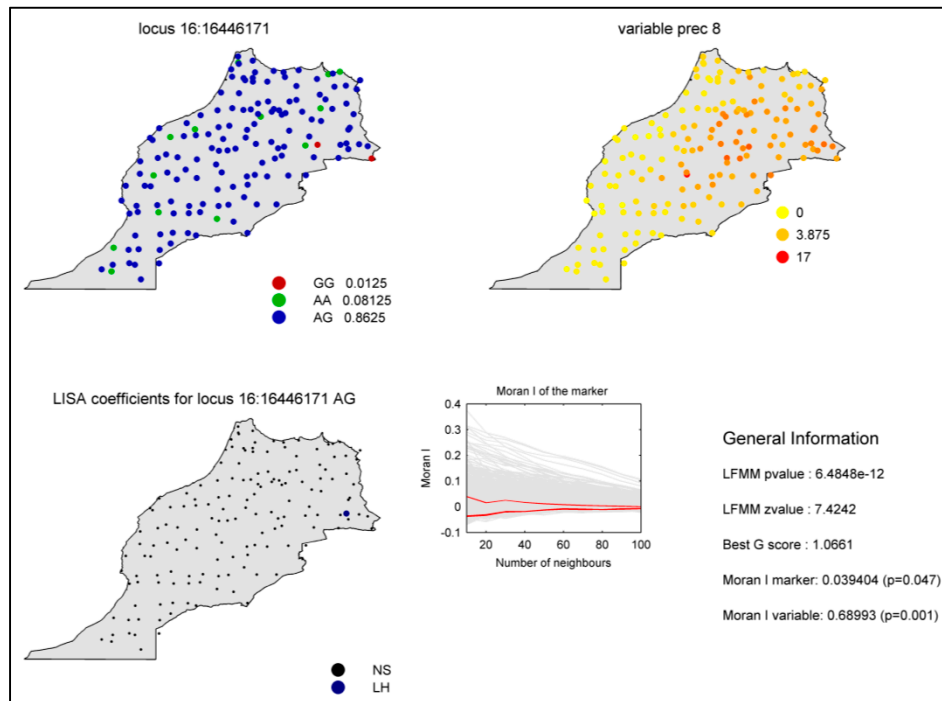 locus 16:16446171
GG 0.0125
AA 0.08125
AG 0.8625
variable prec 8
0
3.875
17
LISA coefficients for locus 16:16446171 AG
NS
LH
Moran I of the marker
Moran I
0.4
0.3
0.2
0.1
0
-0.1
20 40 60 80 100
Number of neighbours
General Information
LFMM pvalue : 6.4848e-12
LFMM zvalue : 7.4242
Best G score : 1.0661
Moran I marker: 0.039404 (p=0.047)
Moran I variable: 0.68993 (p=0.001)